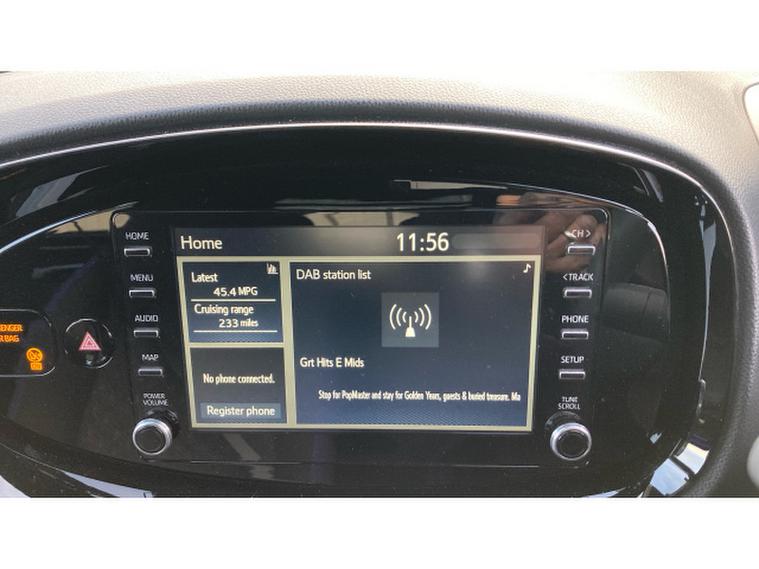 Home 11:56
HOME
MENU
AUDIO
MAP
POWER
VOLUME
Latest
45.4 MPG
Cruising range
233 miles
No phone connected.
Register phone
DAB station list
Grt Hits E Mids
Stop for PopMaster and stay for Golden Years, guests & buried treasure. Ma
CH >
< TRACK
PHONE
SETUP
TUNE
SCROLL